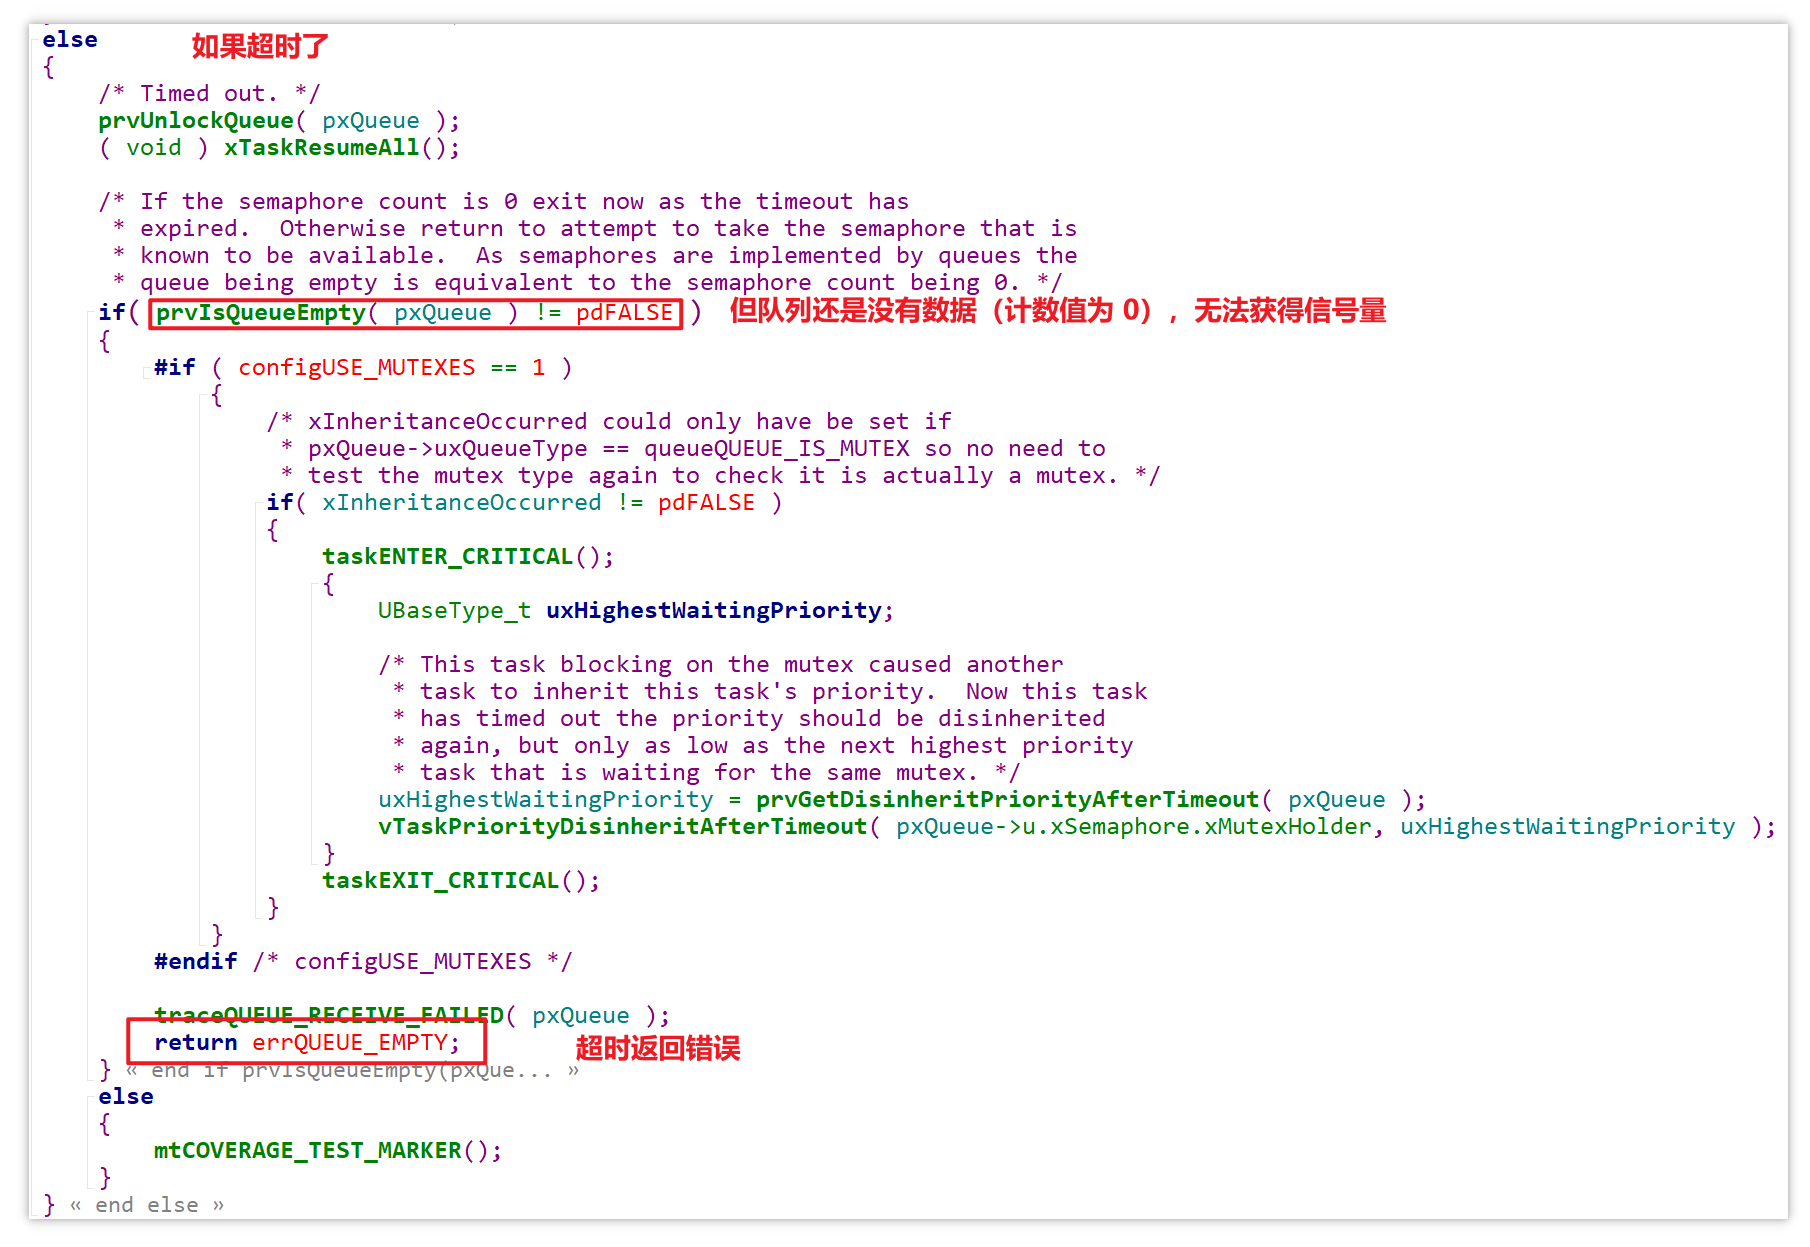 else 如果超时了
{
/* Timed out. */
prvUnlockQueue( pxQueue );
( void ) xTaskResumeAll();
/* If the semaphore count is 0 exit now as the timeout has
* expired.  Otherwise return to attempt to take the semaphore that is
* known to be available.  As semaphores are implemented by queues the
* queue being empty is equivalent to the semaphore count being 0. */
if( prvIsQueueEmpty( pxQueue ) != pdFALSE ) 但队列还是没有数据（计数值为 0），无法获得信号量
{
#if ( configUSE_MUTEXES == 1 )
{
/* xInheritanceOccurred could only have be set if
* pxQueue->uxQueueType == queueQUEUE_IS_MUTEX so no need to
* test the mutex type again to check it is actually a mutex. */
if( xInheritanceOccurred != pdFALSE )
{
taskENTER_CRITICAL();
{
UBaseType_t uxHighestWaitingPriority;
/* This task blocking on the mutex caused another
* task to inherit this task's priority.  Now this task
* has timed out the priority should be disinherited
* again, but only as low as the next highest priority
* task that is waiting for the same mutex. */
uxHighestWaitingPriority = prvGetDisinheritPriorityAfterTimeout( pxQueue );
vTaskPriorityDisinheritAfterTimeout( pxQueue->u.xSemaphore.xMutexHolder, uxHighestWaitingPriority );
}
taskEXIT_CRITICAL();
}
}
#endif /* configUSE_MUTEXES */
traceQUEUE_RECEIVE_FAILED( pxQueue );
return errQUEUE_EMPTY; 超时返回错误
} « end if prvIsQueueEmpty(pxQue... »
else
{
mtCOVERAGE_TEST_MARKER();
}
} « end else »